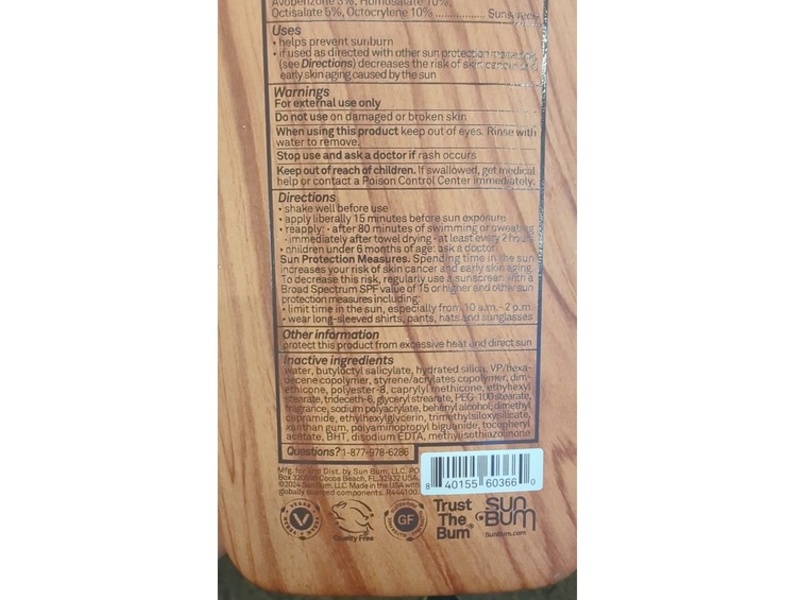 Avobenzone 3%, Homosalate 10%,
Octisalate 5%, Octocrylene 10% ............... Sunscreen
Uses
• helps prevent sunburn
• if used as directed with other sun protection measures
(see Directions) decreases the risk of skin cancer and
early skin aging caused by the sun
Warnings
For external use only
Do not use on damaged or broken skin
When using this product keep out of eyes. Rinse with
water to remove.
Stop use and ask a doctor if rash occurs
Keep out of reach of children. If swallowed, get medical
help or contact a Poison Control Center immediately.
Directions
• shake well before use
• apply liberally 15 minutes before sun exposure
• reapply: • after 80 minutes of swimming or sweating
• immediately after towel drying • at least every 2 hours
• children under 6 months of age: ask a doctor
Sun Protection Measures. Spending time in the sun
increases your risk of skin cancer and early skin aging.
To decrease this risk, regularly use a sunscreen with a
Broad Spectrum SPF value of 15 or higher and other sun
protection measures including:
• limit time in the sun, especially from 10 a.m. - 2 p.m.
• wear long-sleeved shirts, pants, hats and sunglasses
Other information
protect this product from excessive heat and direct sun
Inactive ingredients
water, butyloctyl salicylate, hydrated silica, VP/hexa-
decene copolymer, styrene/acrylates copolymer, dim-
ethicone, polyester-8, caprylyl methicone, ethyhexyl
stearate, trideceth-6, glyceryl strearate, PEG-100 stearate,
fragrance, sodium polyacrylate, behenyl alcohol, dimethyl
capramide, ethylhexylglycerin, trimethylsiloxysilicate,
xanthan gum, polyaminopropyl biguanide, tocopheryl
acetate, BHT, disodium EDTA, methylisothiazolinone
Questions? 1-877-978-6286
Mfg. for and Dist. by Sun Bum, LLC. PO
Box 320 in Cocoa Beach, FL 32932 USA.
©2024 Sun Bum, LLC. Made in the USA with
globally sourced components. R444100
8 40155 60366 0
VEGAN
V
Cruelty Free
GF
Trust
The
Bum®
SUN
BUM
SunBum.com